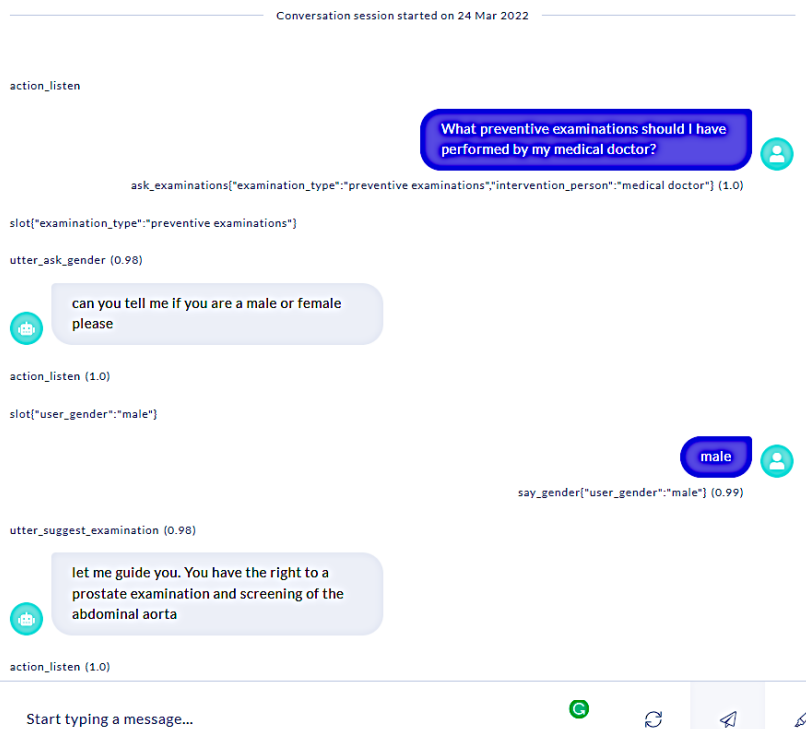 Conversation session started on 24 Mar 2022
action_listen
What preventive examinations should I have
performed by my medical doctor?
ask_examinations{"examination_type":"preventive examinations","intervention_person":"medical doctor"} (1.0)
slot{"examination_type":"preventive examinations"}
utter_ask_gender (0.98)
can you tell me if you are a male or female
please
action_listen (1.0)
slot{"user_gender":"male"}
male
say_gender{"user_gender":"male"} (0.99)
utter_suggest_examination (0.98)
let me guide you. You have the right to a
prostate examination and screening of the
abdominal aorta
action_listen (1.0)
Start typing a message...